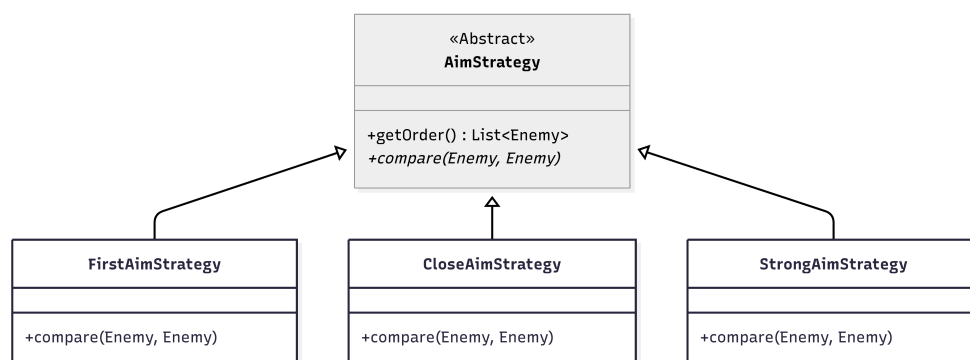 «Abstract»
AimStrategy
+getOrder() : List<Enemy>
+compare(Enemy, Enemy)
FirstAimStrategy
CloseAimStrategy
StrongAimStrategy
+compare(Enemy, Enemy)
+compare(Enemy, Enemy)
+compare(Enemy, Enemy)